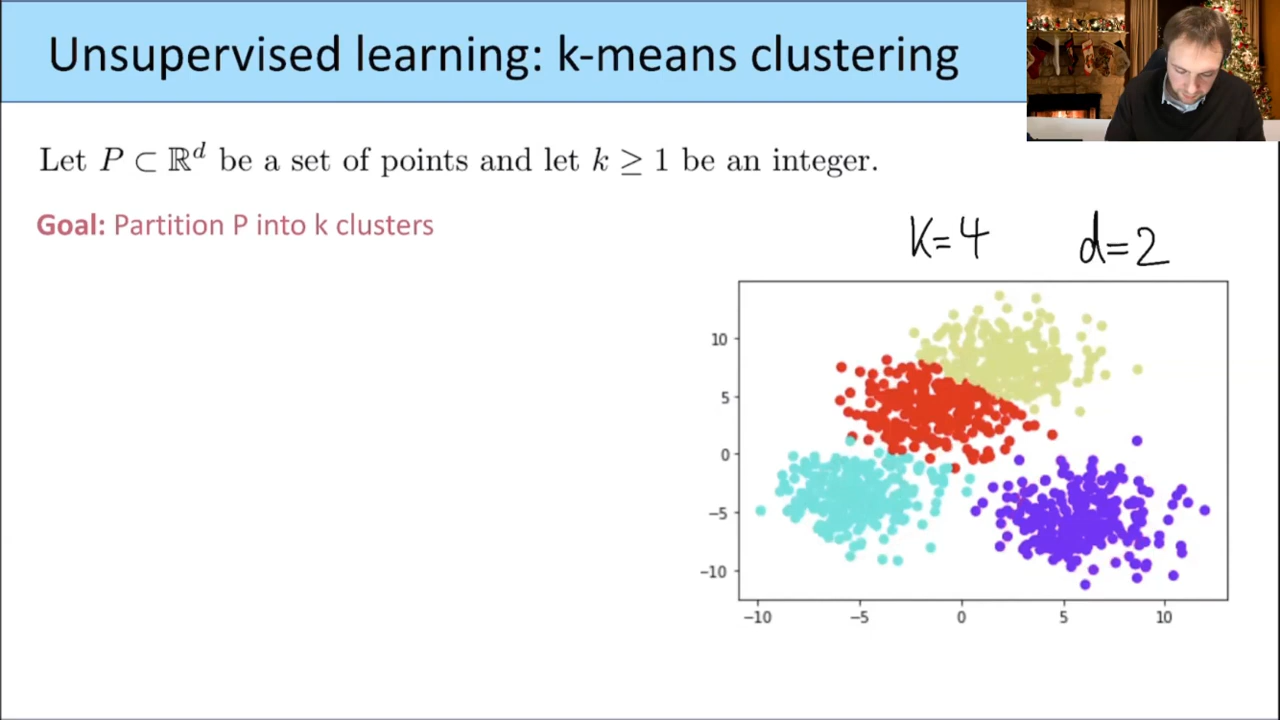 Unsupervised learning: k-means clustering
Let P ⊂ ℝᵈ be a set of points and let k ≥ 1 be an integer.
Goal: Partition P into k clusters
K=4 d=2
10
5
0
−5
−10
−10 −5 0 5 10